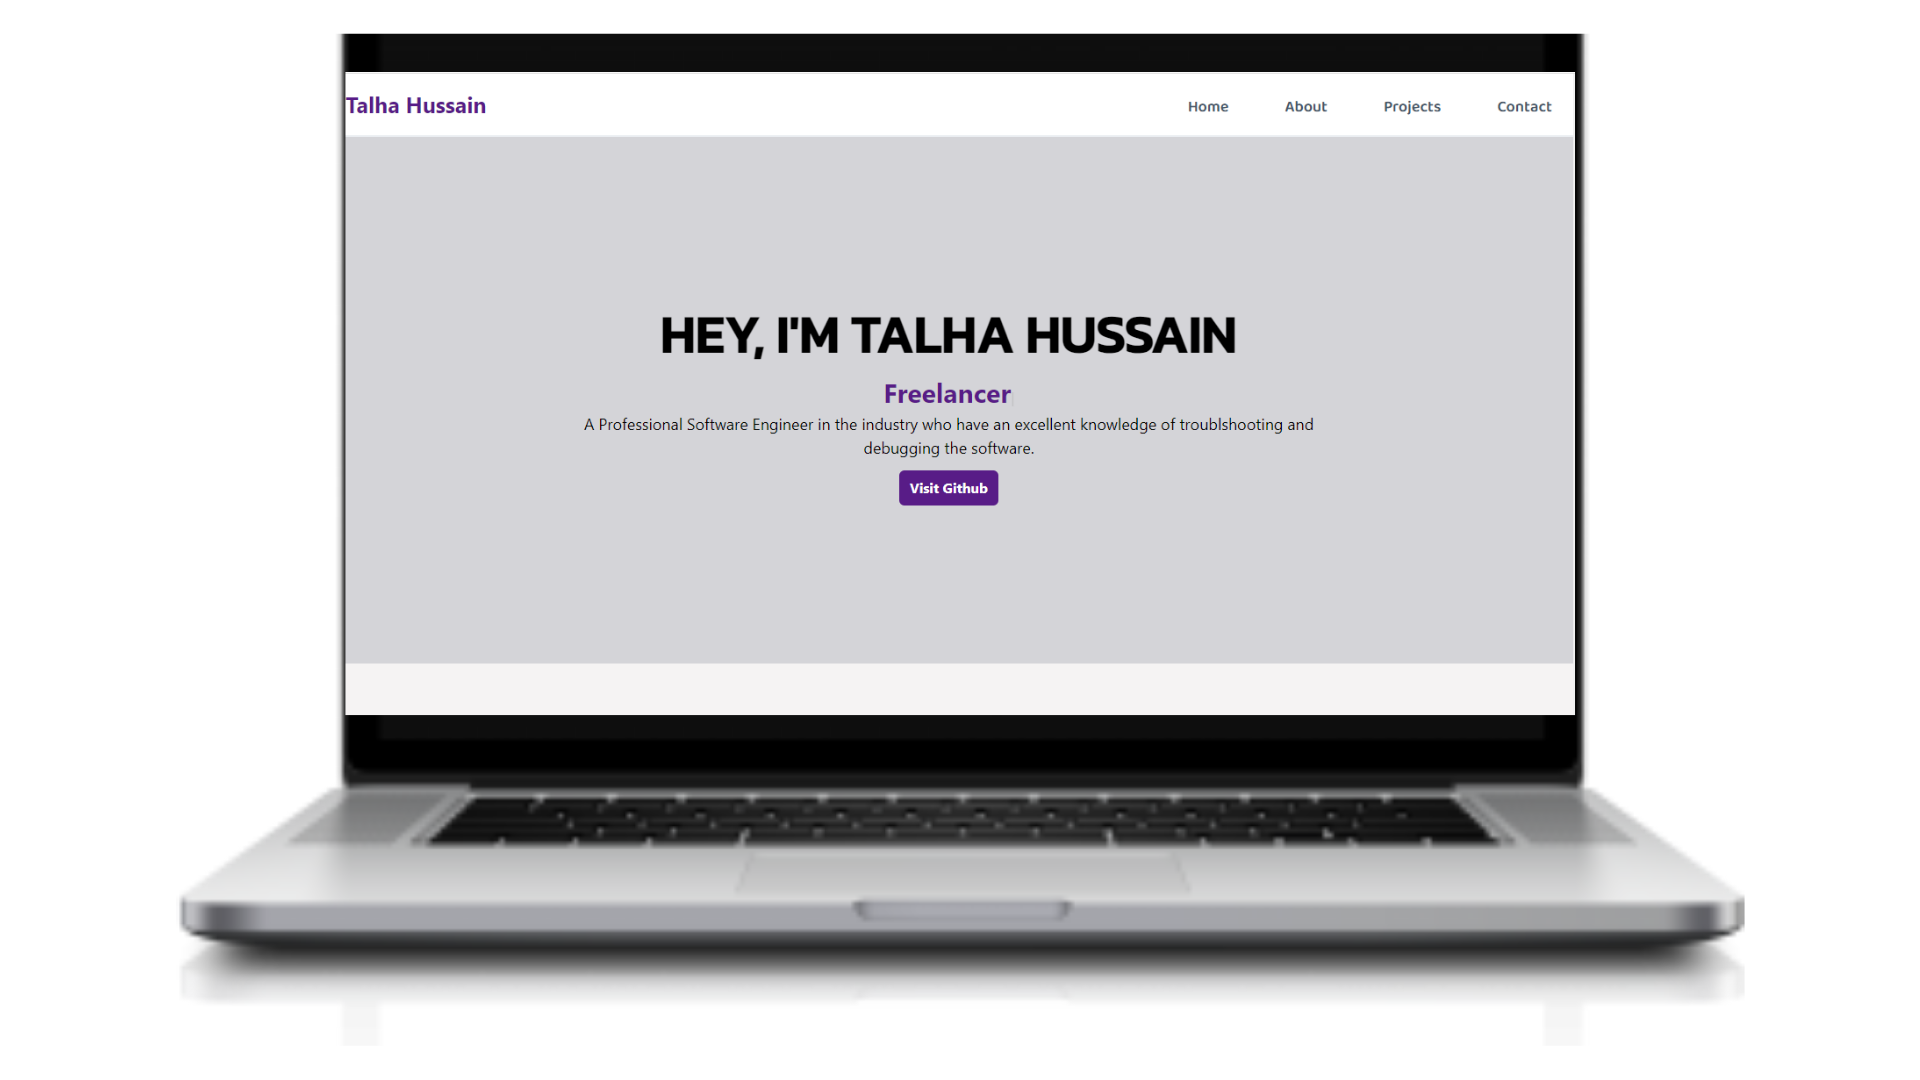 Talha Hussain
Home About Projects Contact
HEY, I'M TALHA HUSSAIN
Freelancer
A Professional Software Engineer in the industry who have an excellent knowledge of troublshooting and
debugging the software.
Visit Github